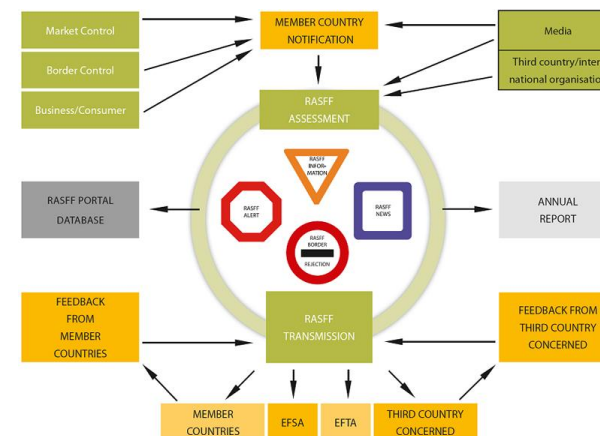 Market Control
MEMBER COUNTRY
NOTIFICATION
Media
Border Control
Third country/inter
national organisatio
Business/Consumer
RASFF
ASSESSMENT
RASFF
INFOR-
MATION
RASFF
ALERT
RASFF
NEWS
RASFF
BORDER
REJECTION
RASFF PORTAL
DATABASE
ANNUAL
REPORT
FEEDBACK
FROM
MEMBER
COUNTRIES
RASFF
TRANSMISSION
FEEDBACK FROM
THIRD COUNTRY
CONCERNED
MEMBER
COUNTRIES
EFSA
EFTA
THIRD COUNTRY
CONCERNED